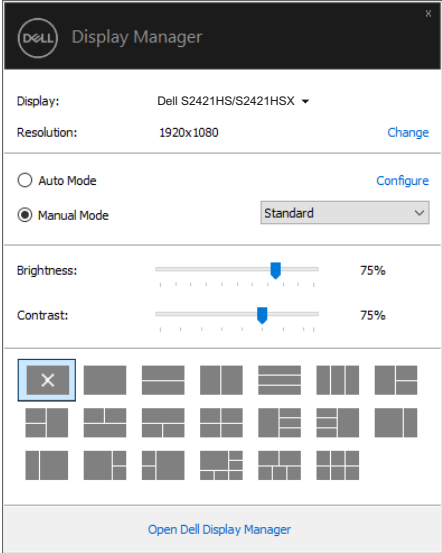 x
DELL Display Manager
Display: Dell S2421HS/S2421HSX
Resolution: 1920x1080 Change
Auto Mode Configure
Manual Mode Standard
Brightness: 75%
Contrast: 75%
Open Dell Display Manager